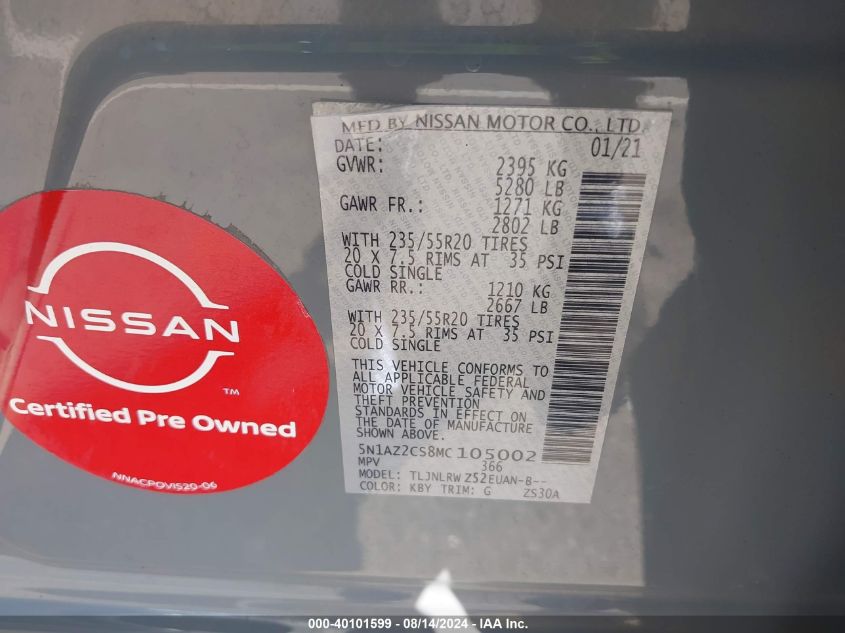 MFD BY NISSAN MOTOR CO., LTD.
DATE: 01/21
GVWR: 2395 KG
5280 LB
GAWR FR.: 1271 KG
2802 LB
WITH 235/55R20 TIRES
20 X 7.5 RIMS AT 35 PSI
COLD SINGLE
GAWR RR.: 1210 KG
2667 LB
WITH 235/55R20 TIRES
20 X 7.5 RIMS AT 35 PSI
COLD SINGLE
THIS VEHICLE CONFORMS TO
ALL APPLICABLE FEDERAL
MOTOR VEHICLE SAFETY AND
THEFT PREVENTION
STANDARDS IN EFFECT ON
THE DATE OF MANUFACTURE
SHOWN ABOVE.
5N1AZ2CS8MC105002
MPV 366
MODEL: TLJNLRW Z52EUAN-B--
COLOR: KBY TRIM: G ZS30A
NISSAN
TM
Certified Pre Owned
NNACPOVIS20-06
000-40101599 - 08/14/2024 - IAA Inc.